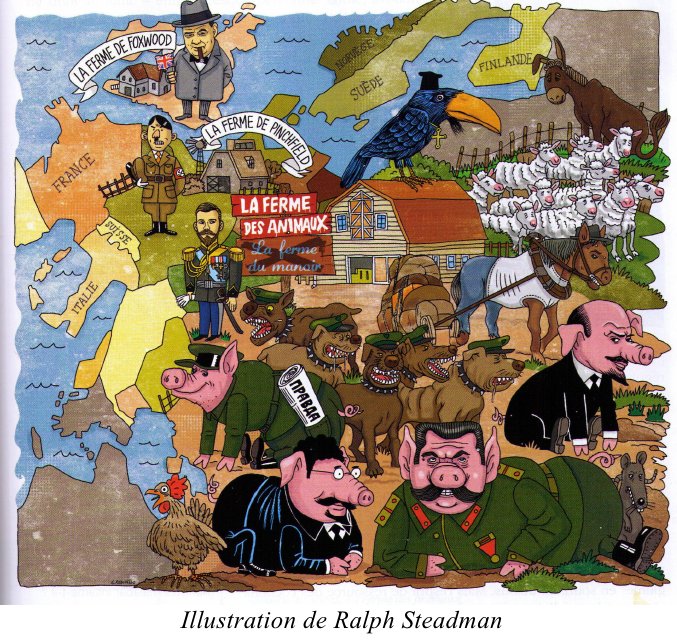 LA FERME DE FOXWOOD
NORVÈGE
SUÈDE
FINLANDE
FRANCE
LA FERME DE PINCHFIELD
SUISSE
ITALIE
LA FERME
DES ANIMAUX
La ferme
du manoir
ПРАВДА
Illustration de Ralph Steadman